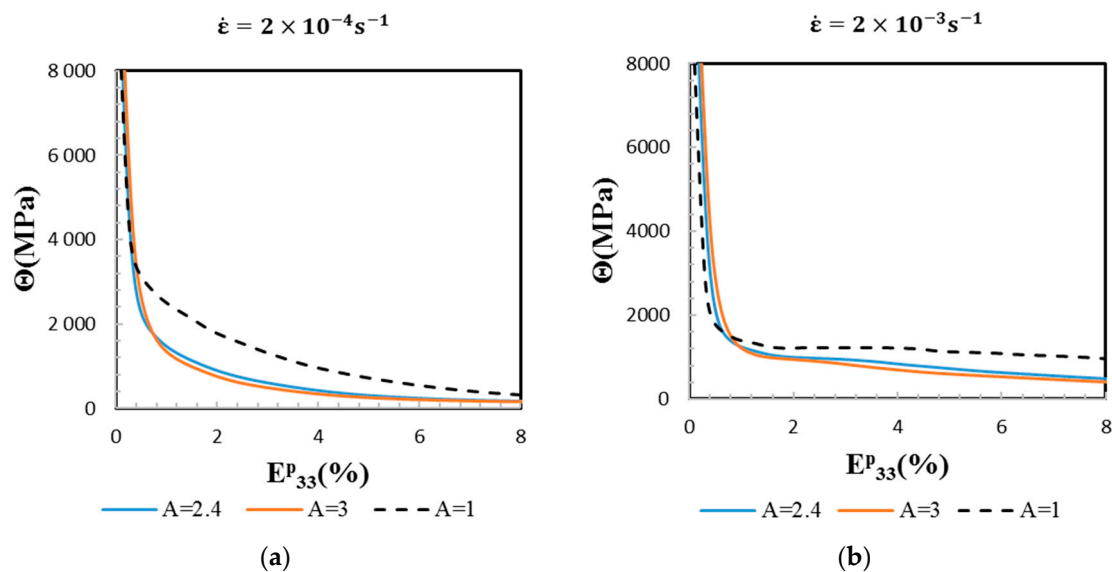 ε̇ = 2 × 10⁻⁴s⁻¹
8 000
6 000
4 000
2 000
0
Θ(MPa)
0 2 4 6 8
Eᵖ₃₃(%)
A=2.4 A=3 A=1
(a)
ε̇ = 2 × 10⁻³s⁻¹
8000
6000
4000
2000
0
Θ(MPa)
0 2 4 6 8
Eᵖ₃₃(%)
A=2.4 A=3 A=1
(b)